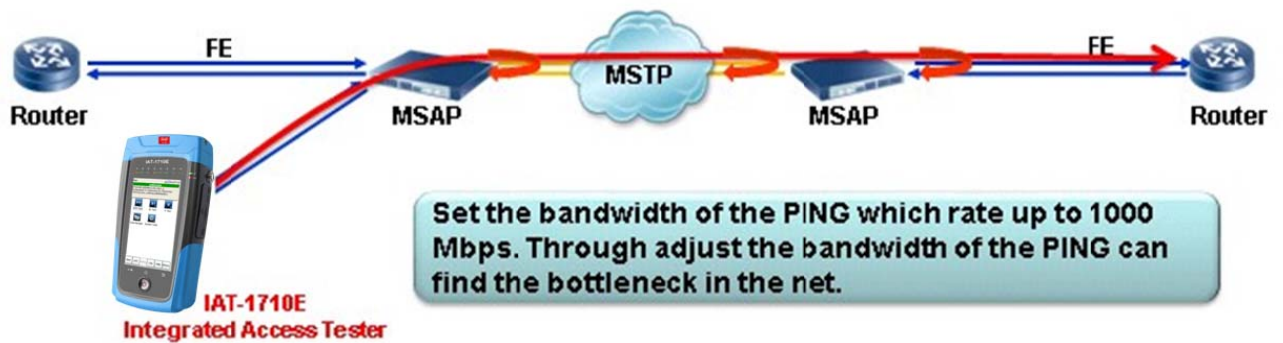 FE
FE
MSTP
Router
MSAP
MSAP
Router
IAT-1710E
Set the bandwidth of the PING which rate up to 1000
Mbps. Through adjust the bandwidth of the PING can
find the bottleneck in the net.
IAT-1710E
Integrated Access Tester